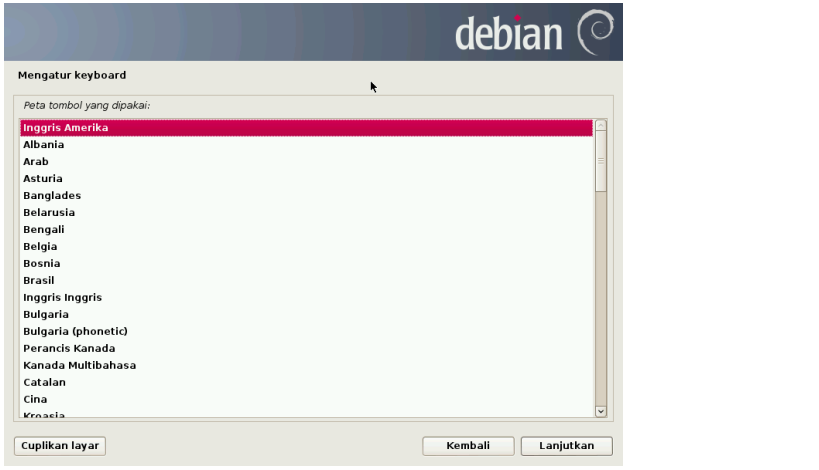 debian
Mengatur keyboard
Peta tombol yang dipakai:
Inggris Amerika
Albania
Arab
Asturia
Banglades
Belarusia
Bengali
Belgia
Bosnia
Brasil
Inggris Inggris
Bulgaria
Bulgaria (phonetic)
Perancis Kanada
Kanada Multibahasa
Catalan
Cina
Kroasia
Cuplikan layar
Kembali
Lanjutkan